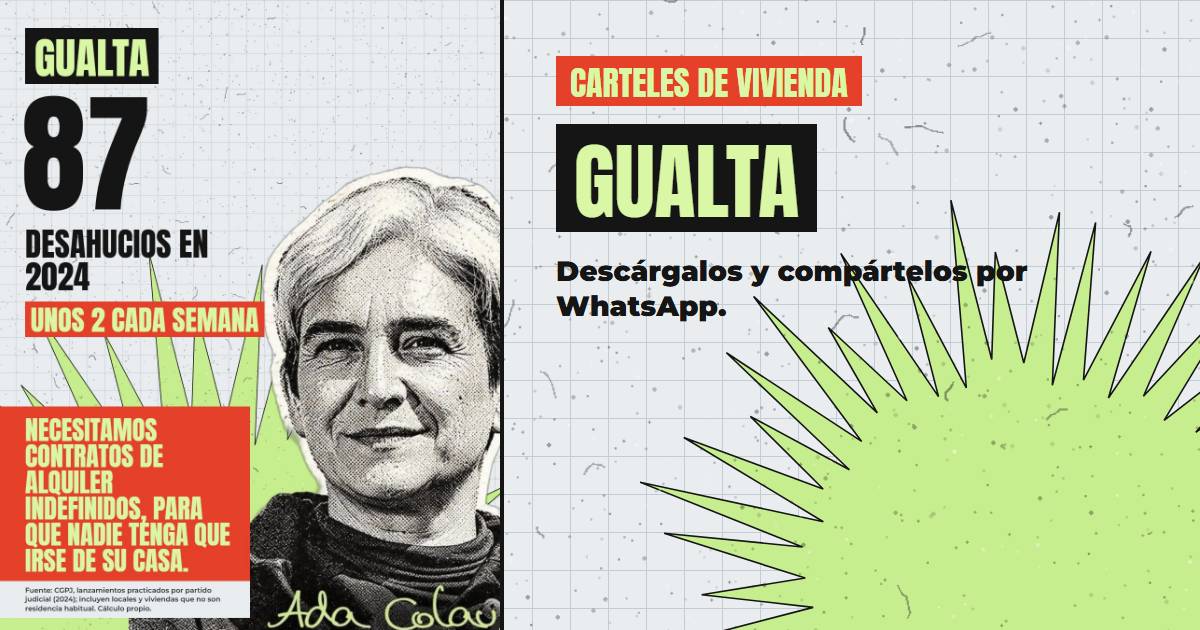 GUALTA
87
DESAHUCIOS EN
2024
UNOS 2 CADA SEMANA
NECESITAMOS
CONTRATOS DE
ALQUILER
INDEFINIDOS, PARA
QUE NADIE TENGA QUE
IRSE DE SU CASA.
Fuente: CGPJ, lanzamientos practicados por partido
judicial (2024); incluyen locales y viviendas que no son
residencia habitual. Cálculo propio.
Ada Colau
CARTELES DE VIVIENDA
GUALTA
Descárgalos y compártelos por
WhatsApp.